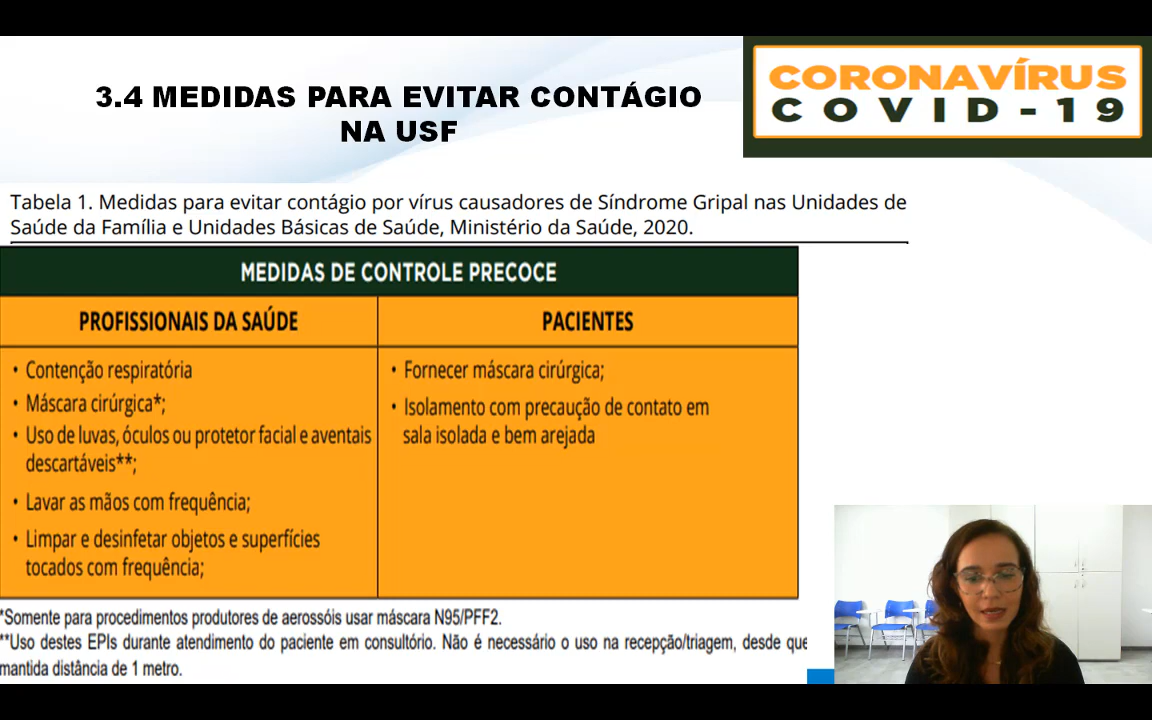 CORONAVÍRUS
COVID-19
3.4 MEDIDAS PARA EVITAR CONTÁGIO
NA USF
Tabela 1. Medidas para evitar contágio por vírus causadores de Síndrome Gripal nas Unidades de
Saúde da Família e Unidades Básicas de Saúde, Ministério da Saúde, 2020.
MEDIDAS DE CONTROLE PRECOCE
PROFISSIONAIS DA SAÚDE
• Contenção respiratória
• Máscara cirúrgica*;
• Uso de luvas, óculos ou protetor facial e aventais
descartáveis**;
• Lavar as mãos com frequência;
• Limpar e desinfetar objetos e superfícies
tocados com frequência;
PACIENTES
• Fornecer máscara cirúrgica;
• Isolamento com precaução de contato em
sala isolada e bem arejada
*Somente para procedimentos produtores de aerossóis usar máscara N95/PFF2.
**Uso destes EPIs durante atendimento do paciente em consultório. Não é necessário o uso na recepção/triagem, desde que
mantida distância de 1 metro.